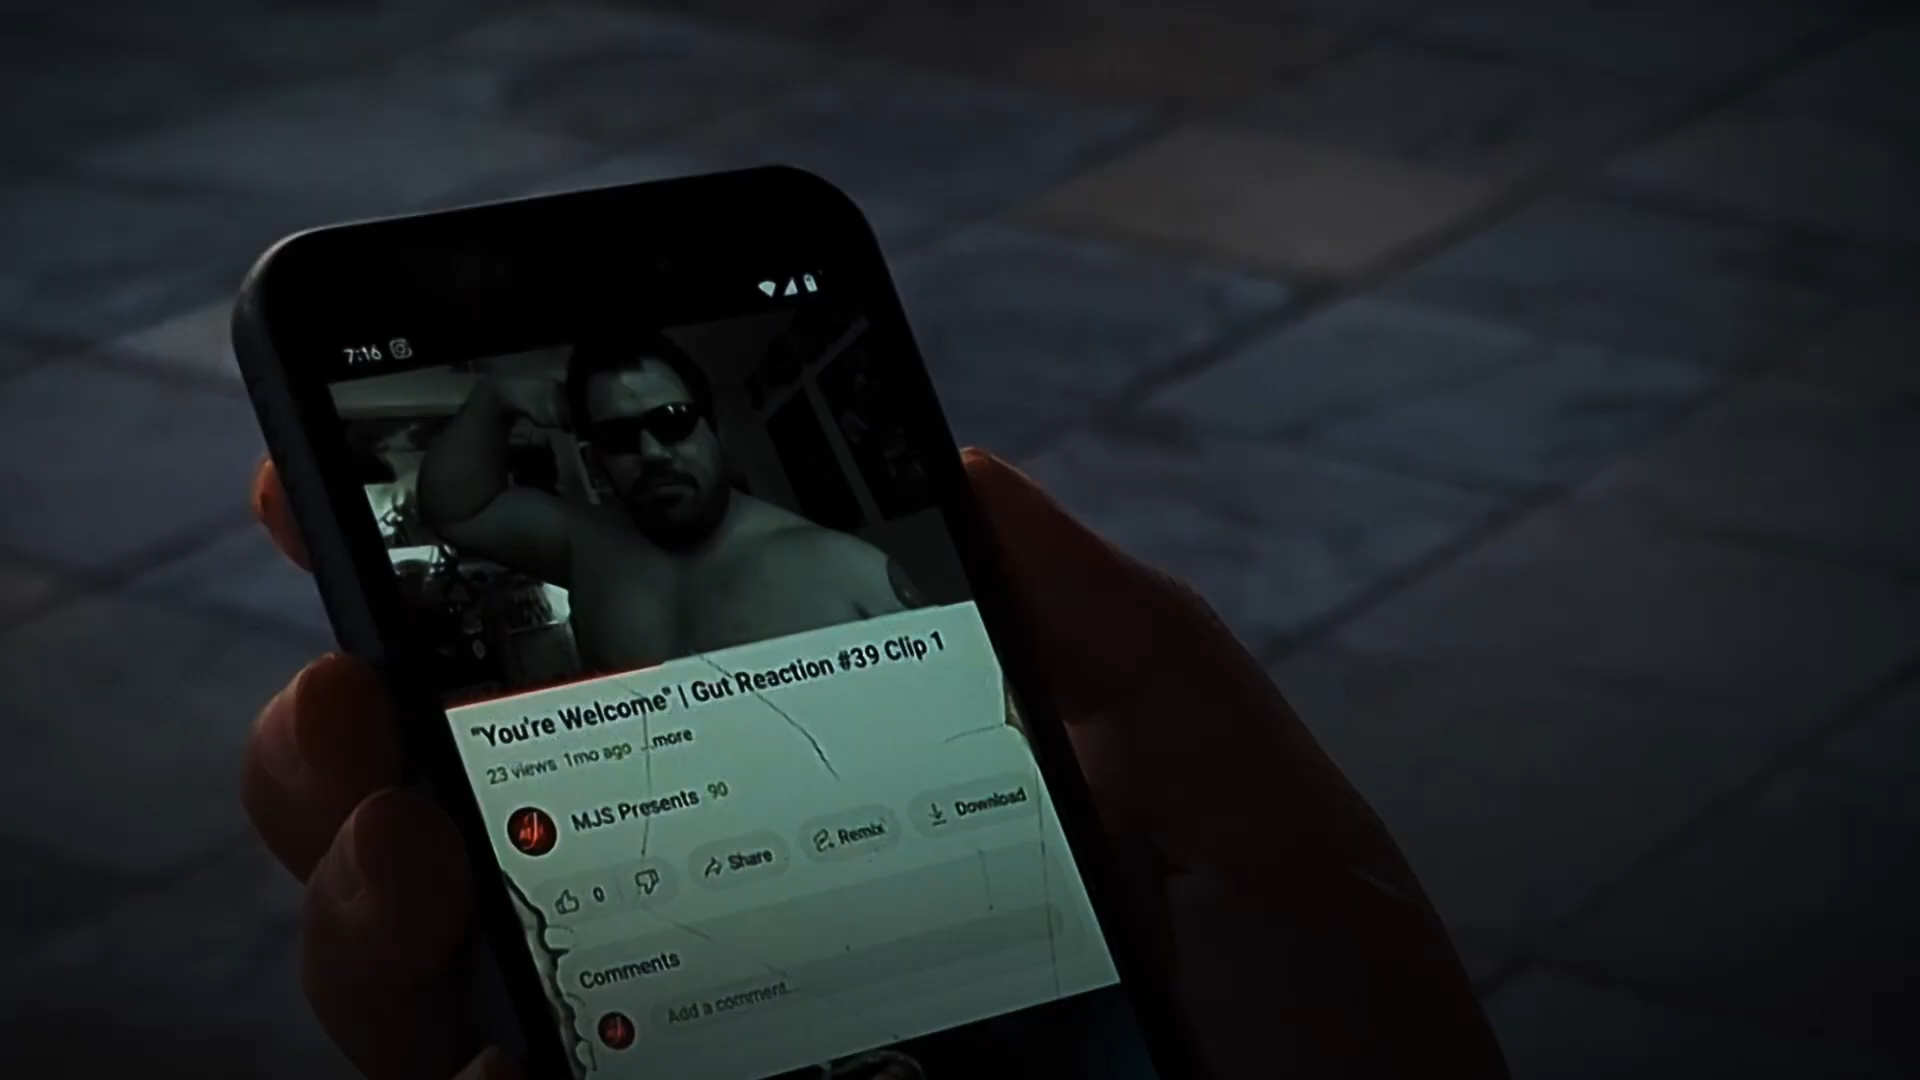 7:16
"You're Welcome" | Gut Reaction #39 Clip 1
23 views 1mo ago ...more
MJS Presents 90
0 Share Remix Download
Comments
Add a comment...